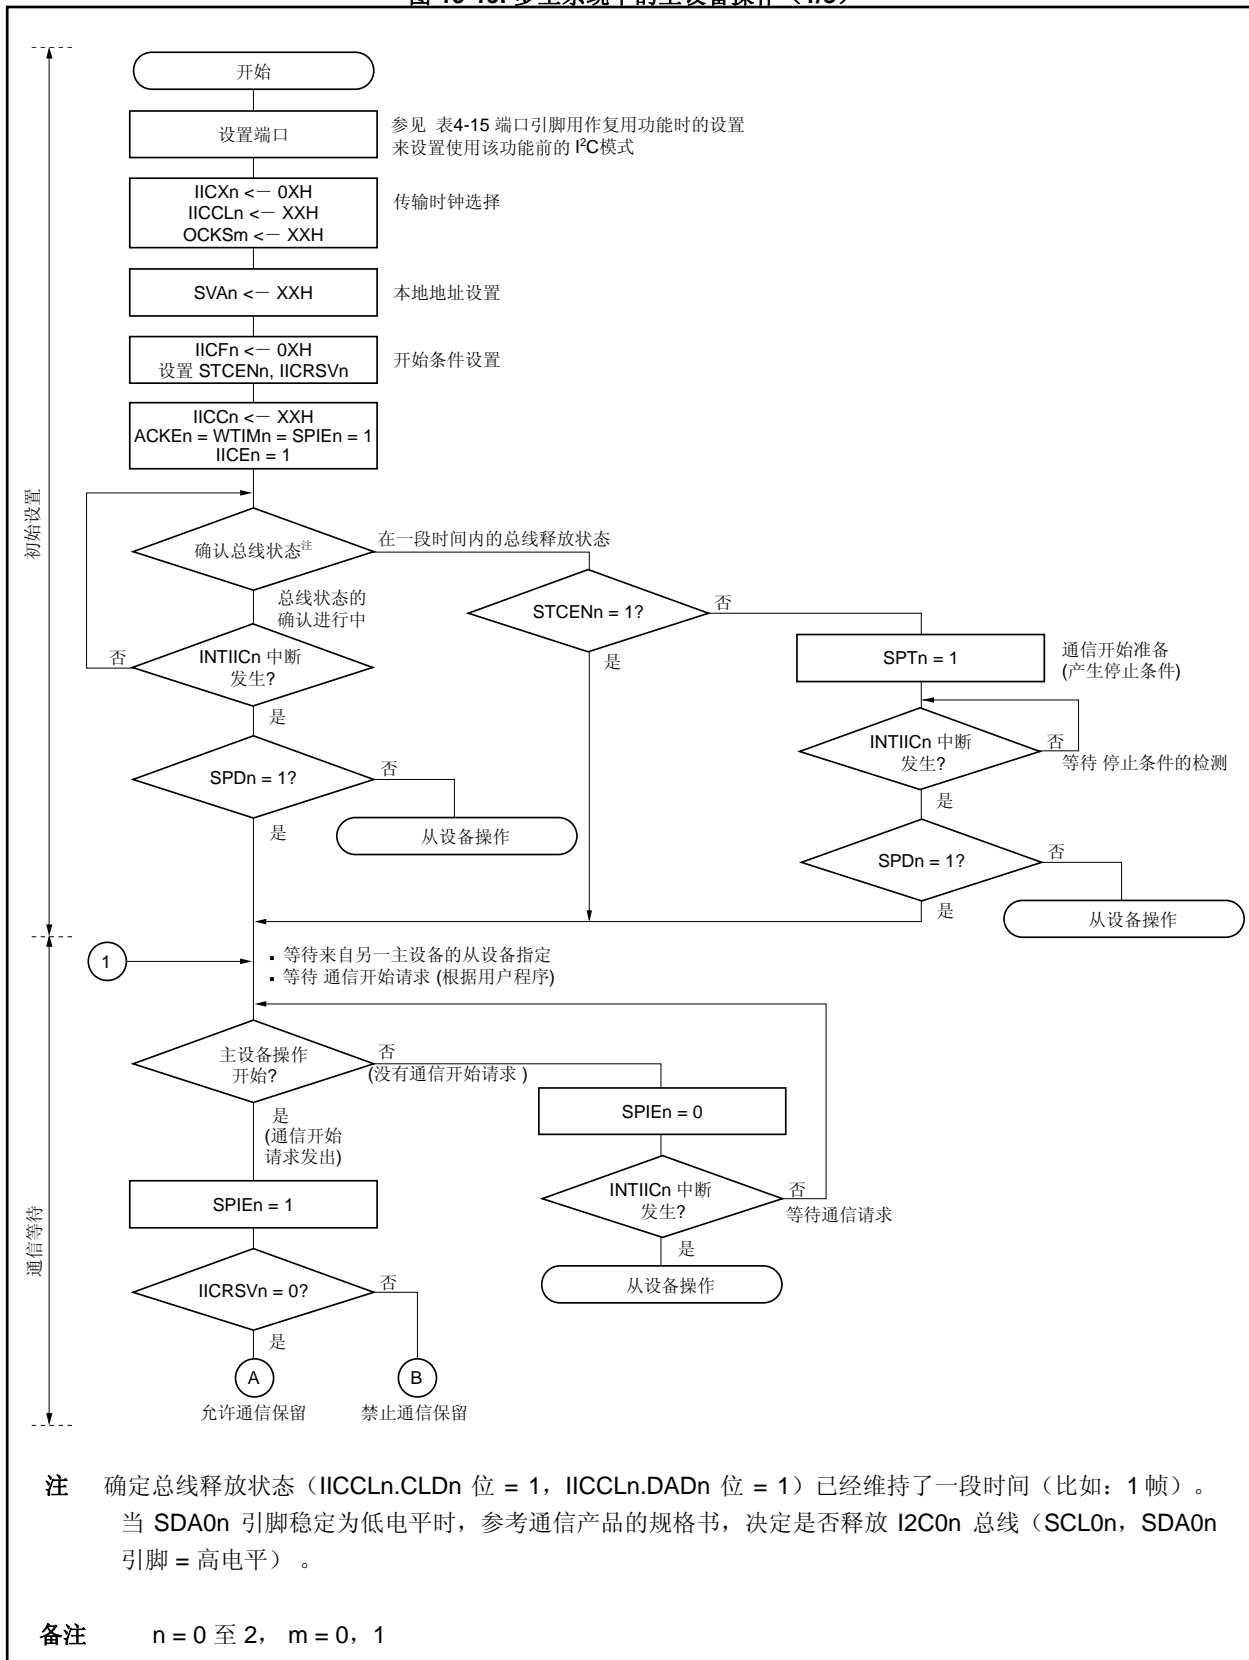 开始
设置端口
参见 表4-15 端口引脚用作复用功能时的设置
来设置使用该功能前的 I²C模式
IICXn <− 0XH
IICCLn <− XXH
OCKSm <− XXH
传输时钟选择
SVAn <− XXH
本地地址设置
IICFn <− 0XH
设置 STCENn, IICRSVn
开始条件设置
IICCn <− XXH
ACKEn = WTIMn = SPIEn = 1
IICEn = 1
初始设置
确认总线状态注
在一段时间内的总线释放状态
总线状态的
确认进行中
STCENn = 1?
否
是
SPTn = 1
通信开始准备
(产生停止条件)
INTIICn 中断
发生?
否
是
INTIICn 中断
发生?
否
等待 停止条件的检测
是
SPDn = 1?
否
是
从设备操作
SPDn = 1?
否
是
从设备操作
1
▪ 等待来自另一主设备的从设备指定
▪ 等待 通信开始请求 (根据用户程序)
通信等待
主设备操作
开始?
否
(没有通信开始请求 )
是
(通信开始
请求发出)
SPIEn = 0
SPIEn = 1
INTIICn 中断
发生?
否
等待通信请求
是
从设备操作
IICRSVn = 0?
否
是
A
B
允许通信保留
禁止通信保留
注 确定总线释放状态（IICCLn.CLDn 位 = 1，IICCLn.DADn 位 = 1）已经维持了一段时间（比如：1 帧）。
当 SDA0n 引脚稳定为低电平时，参考通信产品的规格书，决定是否释放 I2C0n 总线（SCL0n，SDA0n
引脚 = 高电平） 。
备注 n = 0 至 2， m = 0，1